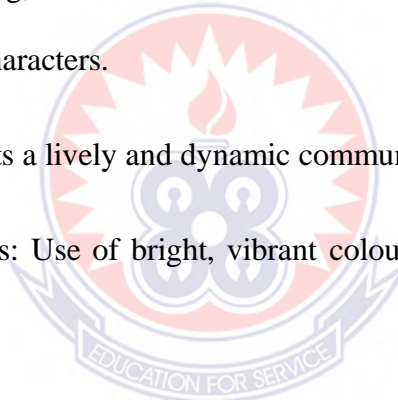 g,
haracters.
ts a lively and dynamic commun
s: Use of bright, vibrant colou
EDUCATION FOR SERVICE